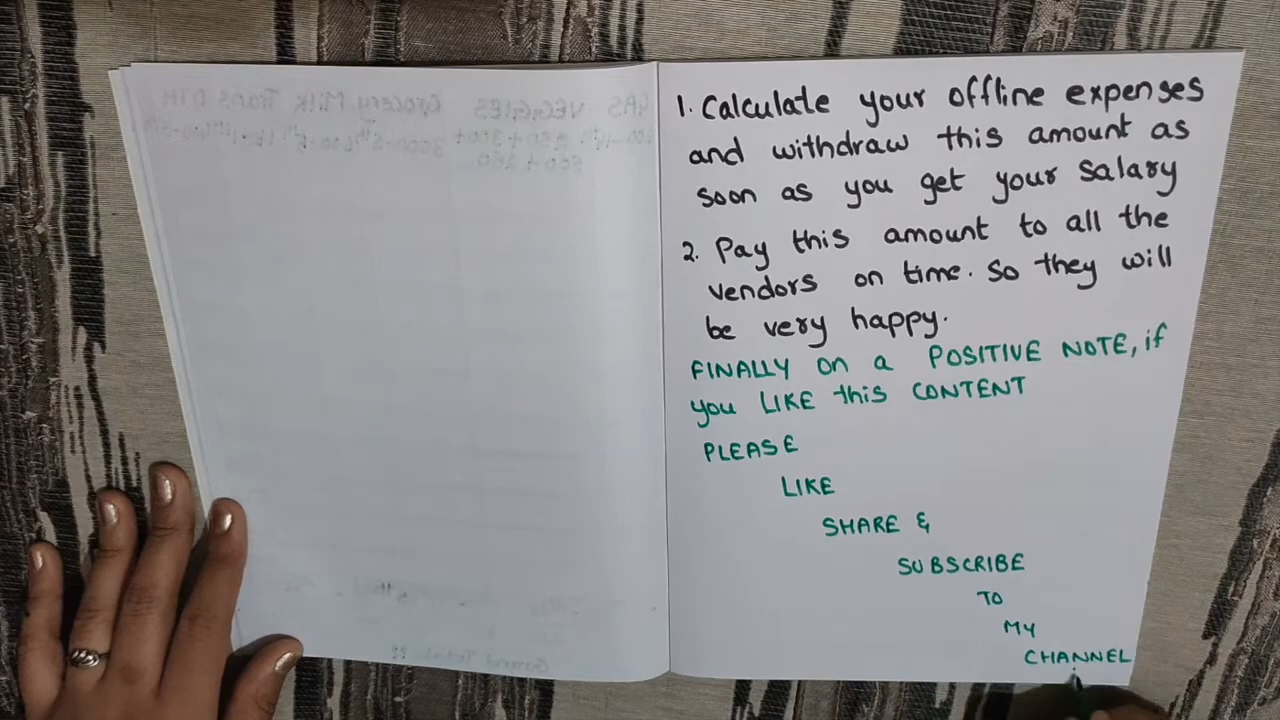 1. Calculate your offline expenses
and withdraw this amount as
soon as you get your salary
2. Pay this amount to all the
vendors on time. So they will
be very happy.
FINALLY on a POSITIVE NOTE, if
you LIKE this CONTENT
PLEASE
LIKE
SHARE &
SUBSCRIBE
TO
MY
CHANNEL